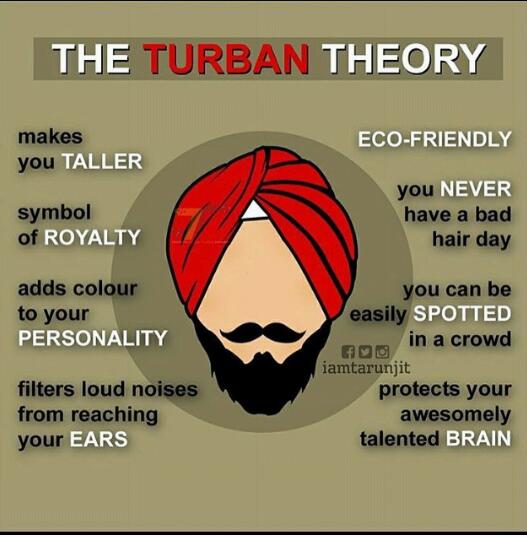 THE TURBAN THEORY
makes
you TALLER
symbol
of ROYALTY
adds colour
to your
PERSONALITY
filters loud noises
from reaching
your EARS
ECO-FRIENDLY
you NEVER
have a bad
hair day
you can be
easily SPOTTED
in a crowd
iamtarunjit
protects your
awesomely
talented BRAIN